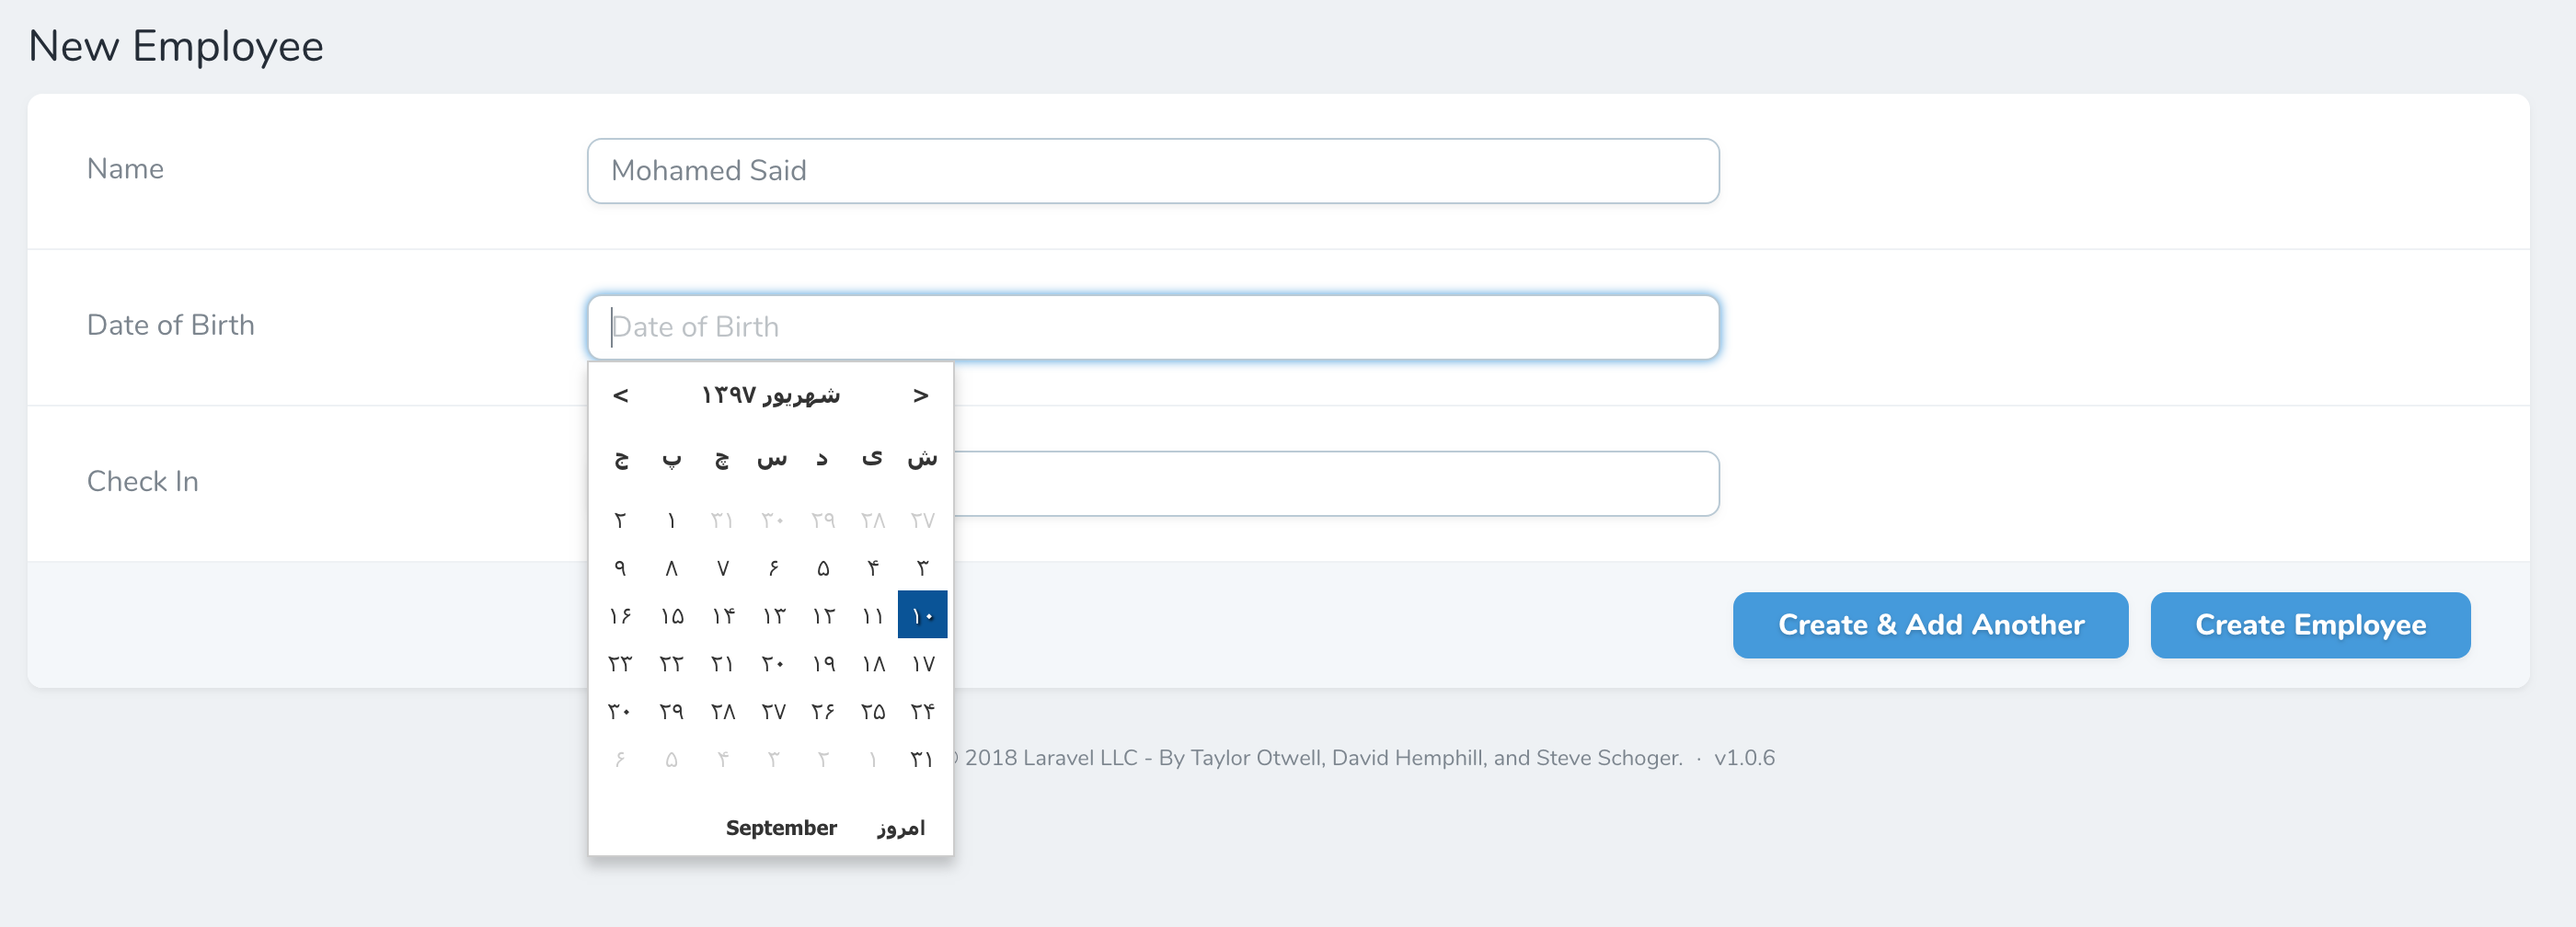 New Employee
Name
Mohamed Said
Date of Birth
Date of Birth
< شهریور ۱۳۹۷ >
ش ی د س چ پ ج
۲۷ ۲۸ ۲۹ ۳۰ ۳۱ ۱ ۲
۳ ۴ ۵ ۶ ۷ ۸ ۹
۱۰ ۱۱ ۱۲ ۱۳ ۱۴ ۱۵ ۱۶
۱۷ ۱۸ ۱۹ ۲۰ ۲۱ ۲۲ ۲۳
۲۴ ۲۵ ۲۶ ۲۷ ۲۸ ۲۹ ۳۰
۳۱ ۱ ۲ ۳ ۴ ۵ ۶
امروز September
Check In
Create & Add Another
Create Employee
2018 Laravel LLC - By Taylor Otwell, David Hemphill, and Steve Schoger. · v1.0.6